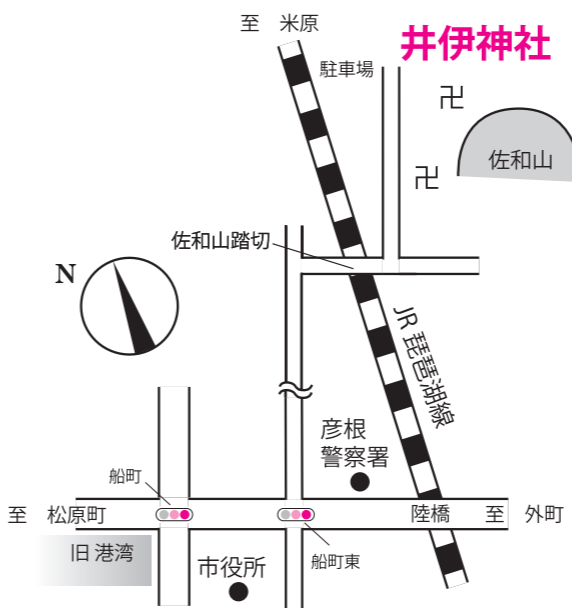 至 米原
井伊神社
駐車場
卍
佐和山
卍
佐和山踏切
N
JR 琵琶湖線
彦根
警察署
船町
至 松原町
陸橋 至 外町
旧 港湾
市役所
船町東